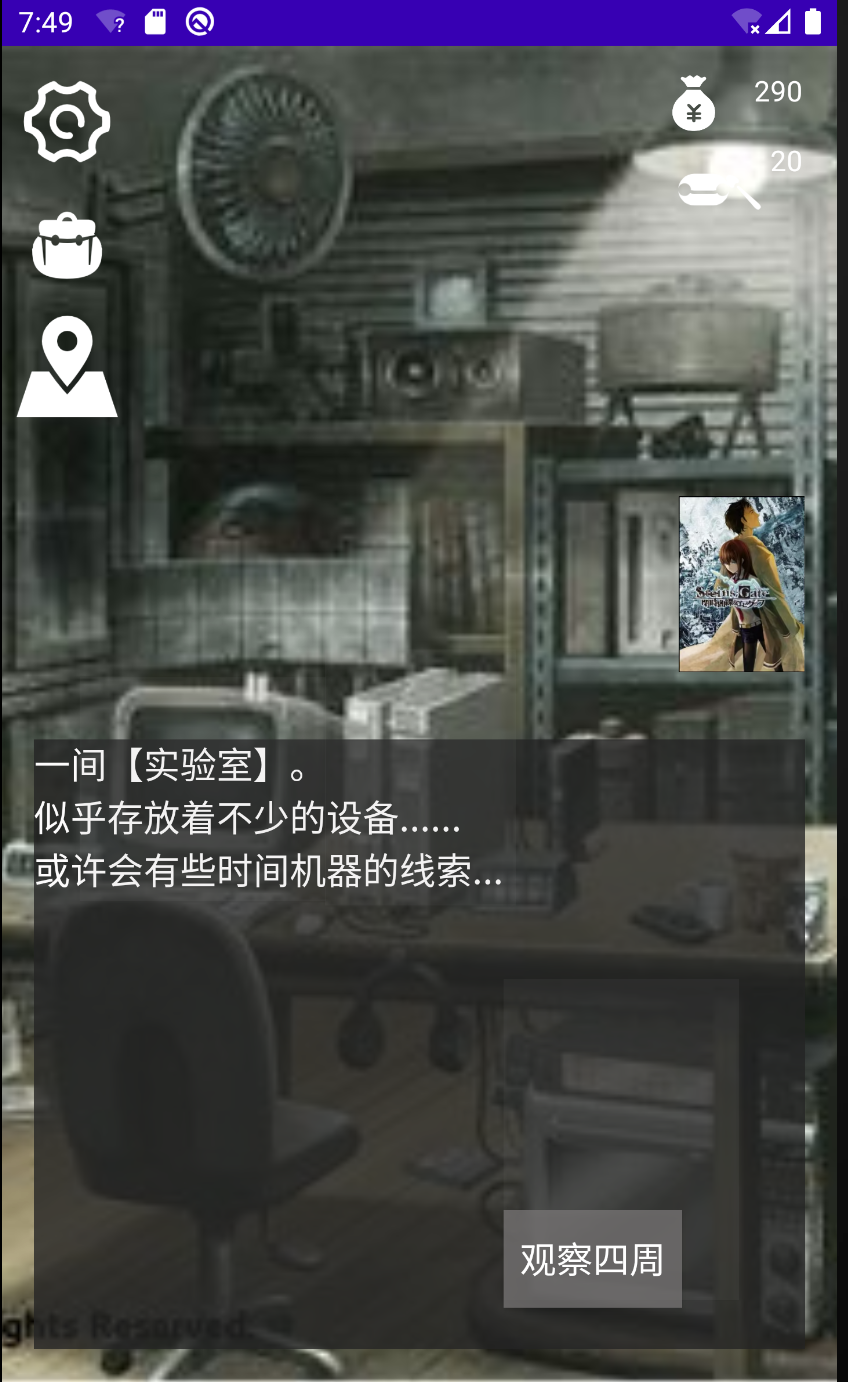 7:49
290
20
一间【实验室】。
似乎存放着不少的设备......
或许会有些时间机器的线索...
观察四周
ghts Reserved.